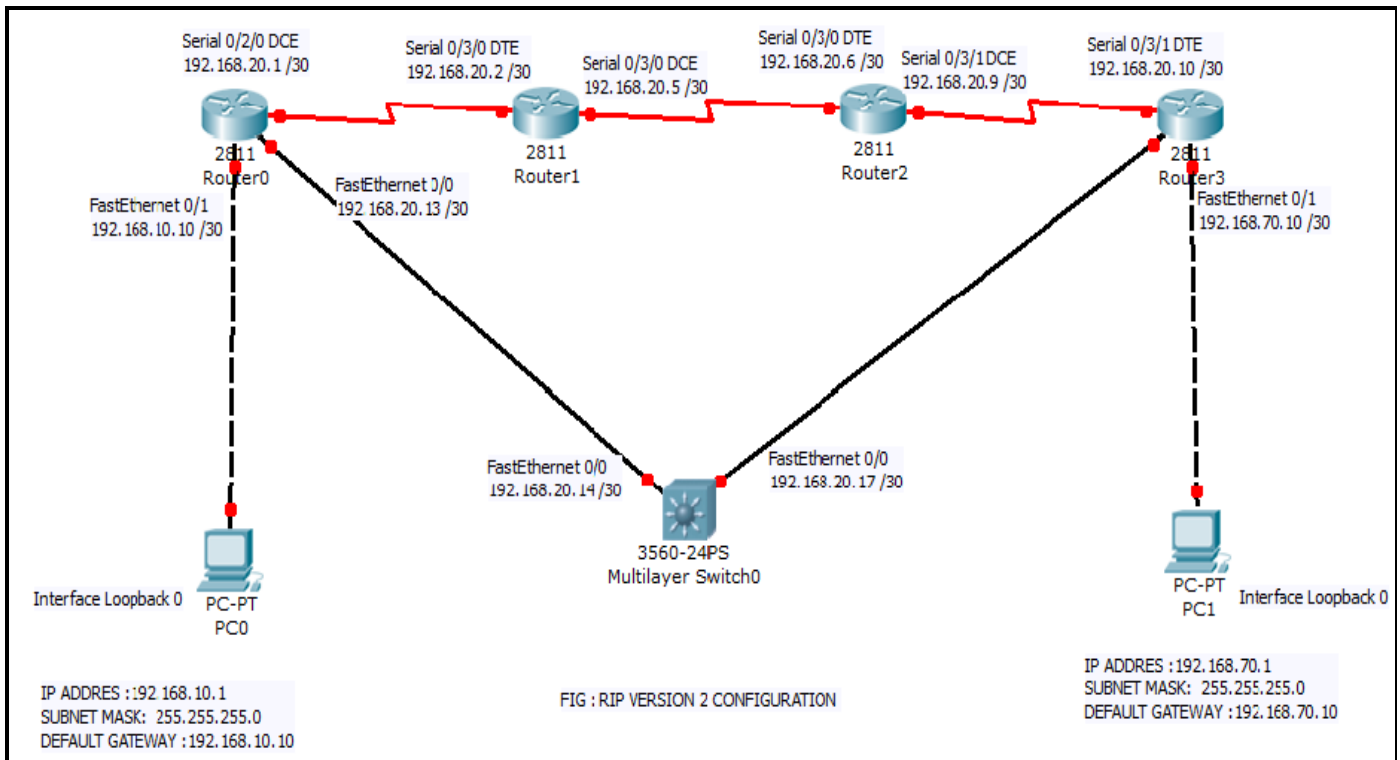 Serial 0/2/0 DCE
192.168.20.1 /30
Serial 0/3/0 DTE
192.168.20.2 /30
Serial 0/3/0 DCE
192.168.20.5 /30
Serial 0/3/0 DTE
192.168.20.6 /30
Serial 0/3/1 DCE
192.168.20.9 /30
Serial 0/3/1 DTE
192.168.20.10 /30
2811
Router0
2811
Router1
2811
Router2
2811
Router3
FastEthernet 0/1
192.168.10.10 /30
FastEthernet 0/0
192.168.20.13 /30
FastEthernet 0/1
192.168.70.10 /30
FastEthernet 0/0
192.168.20.14 /30
FastEthernet 0/0
192.168.20.17 /30
3560-24PS
Multilayer Switch0
Interface Loopback 0
PC-PT
PC0
PC-PT
PC1
Interface Loopback 0
IP ADDRES :192 168.10.1
SUBNET MASK: 255.255.255.0
DEFAULT GATEWAY :192.168.10.10
FIG : RIP VERSION 2 CONFIGURATION
IP ADDRES :192.168.70.1
SUBNET MASK: 255.255.255.0
DEFAULT GATEWAY :192.168.70.10